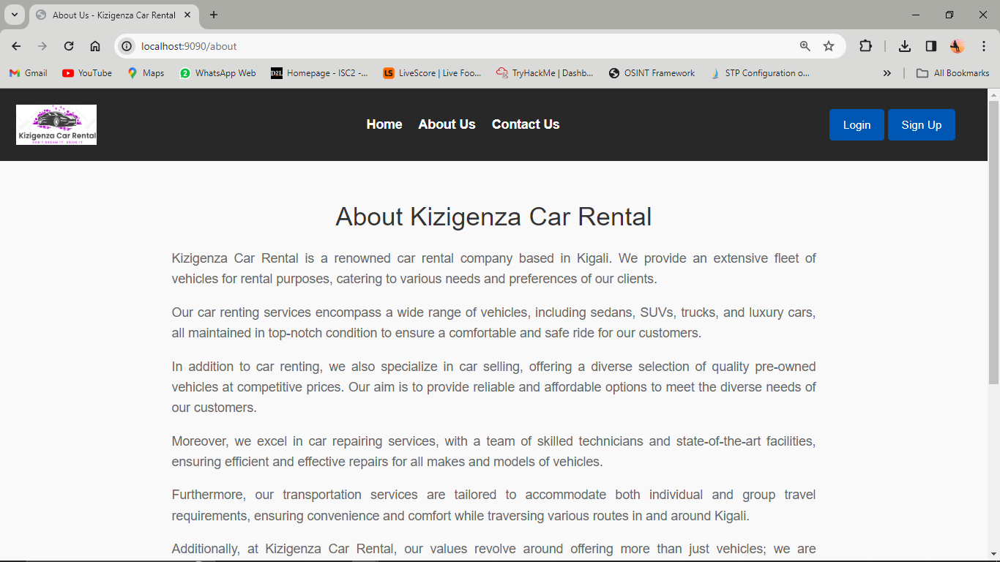 About Us - Kizigenza Car Rental
localhost:9090/about
Gmail
YouTube
Maps
WhatsApp Web
D2L
Homepage - ISC2 -...
LS
LiveScore | Live Foo...
TryHackMe | Dashb...
OSINT Framework
STP Configuration o...
All Bookmarks
Kizigenza Car Rental
DON'T DREAM IT. DRIVE IT
Home
About Us
Contact Us
Login
Sign Up
About Kizigenza Car Rental
Kizigenza Car Rental is a renowned car rental company based in Kigali. We provide an extensive fleet of
vehicles for rental purposes, catering to various needs and preferences of our clients.
Our car renting services encompass a wide range of vehicles, including sedans, SUVs, trucks, and luxury cars,
all maintained in top-notch condition to ensure a comfortable and safe ride for our customers.
In addition to car renting, we also specialize in car selling, offering a diverse selection of quality pre-owned
vehicles at competitive prices. Our aim is to provide reliable and affordable options to meet the diverse needs of
our customers.
Moreover, we excel in car repairing services, with a team of skilled technicians and state-of-the-art facilities,
ensuring efficient and effective repairs for all makes and models of vehicles.
Furthermore, our transportation services are tailored to accommodate both individual and group travel
requirements, ensuring convenience and comfort while traversing various routes in and around Kigali.
Additionally, at Kizigenza Car Rental, our values revolve around offering more than just vehicles; we are